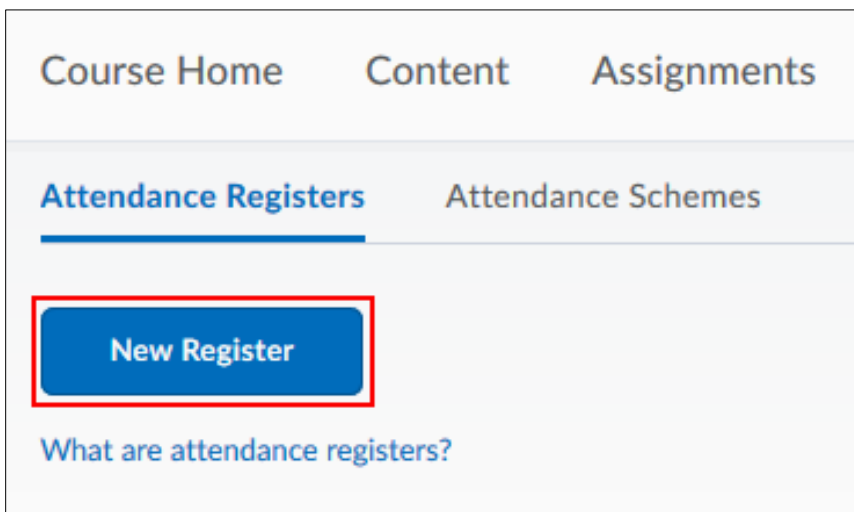 Course Home Content Assignments
Attendance Registers Attendance Schemes
New Register
What are attendance registers?